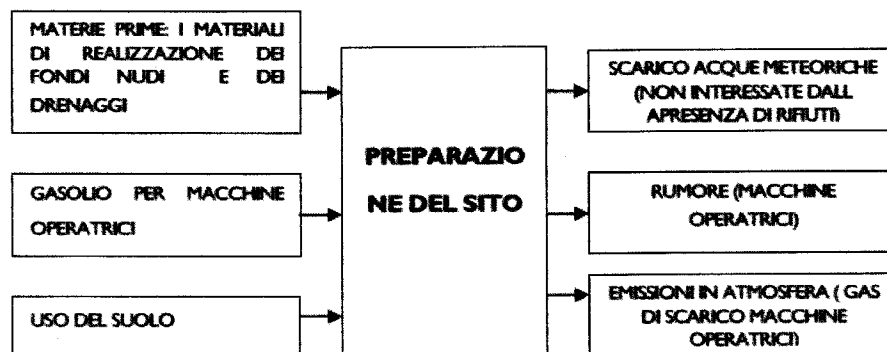 MATERIE PRIME: I MATERIALI
DI REALIZZAZIONE DEI
FONDI NUDI E DEI
DRENAGGI
GASOLIO PER MACCHINE
OPERATRICI
USO DEL SUOLO
PREPARAZIO
NE DEL SITO
SCARICO ACQUE METEORICHE
(NON INTERESSATE DALL
APRESENZA DI RIFIUTI)
RUMORE (MACCHINE
OPERATRICI)
EMISSIONI IN ATMOSFERA ( GAS
DI SCARICO MACCHINE
OPERATRICI)